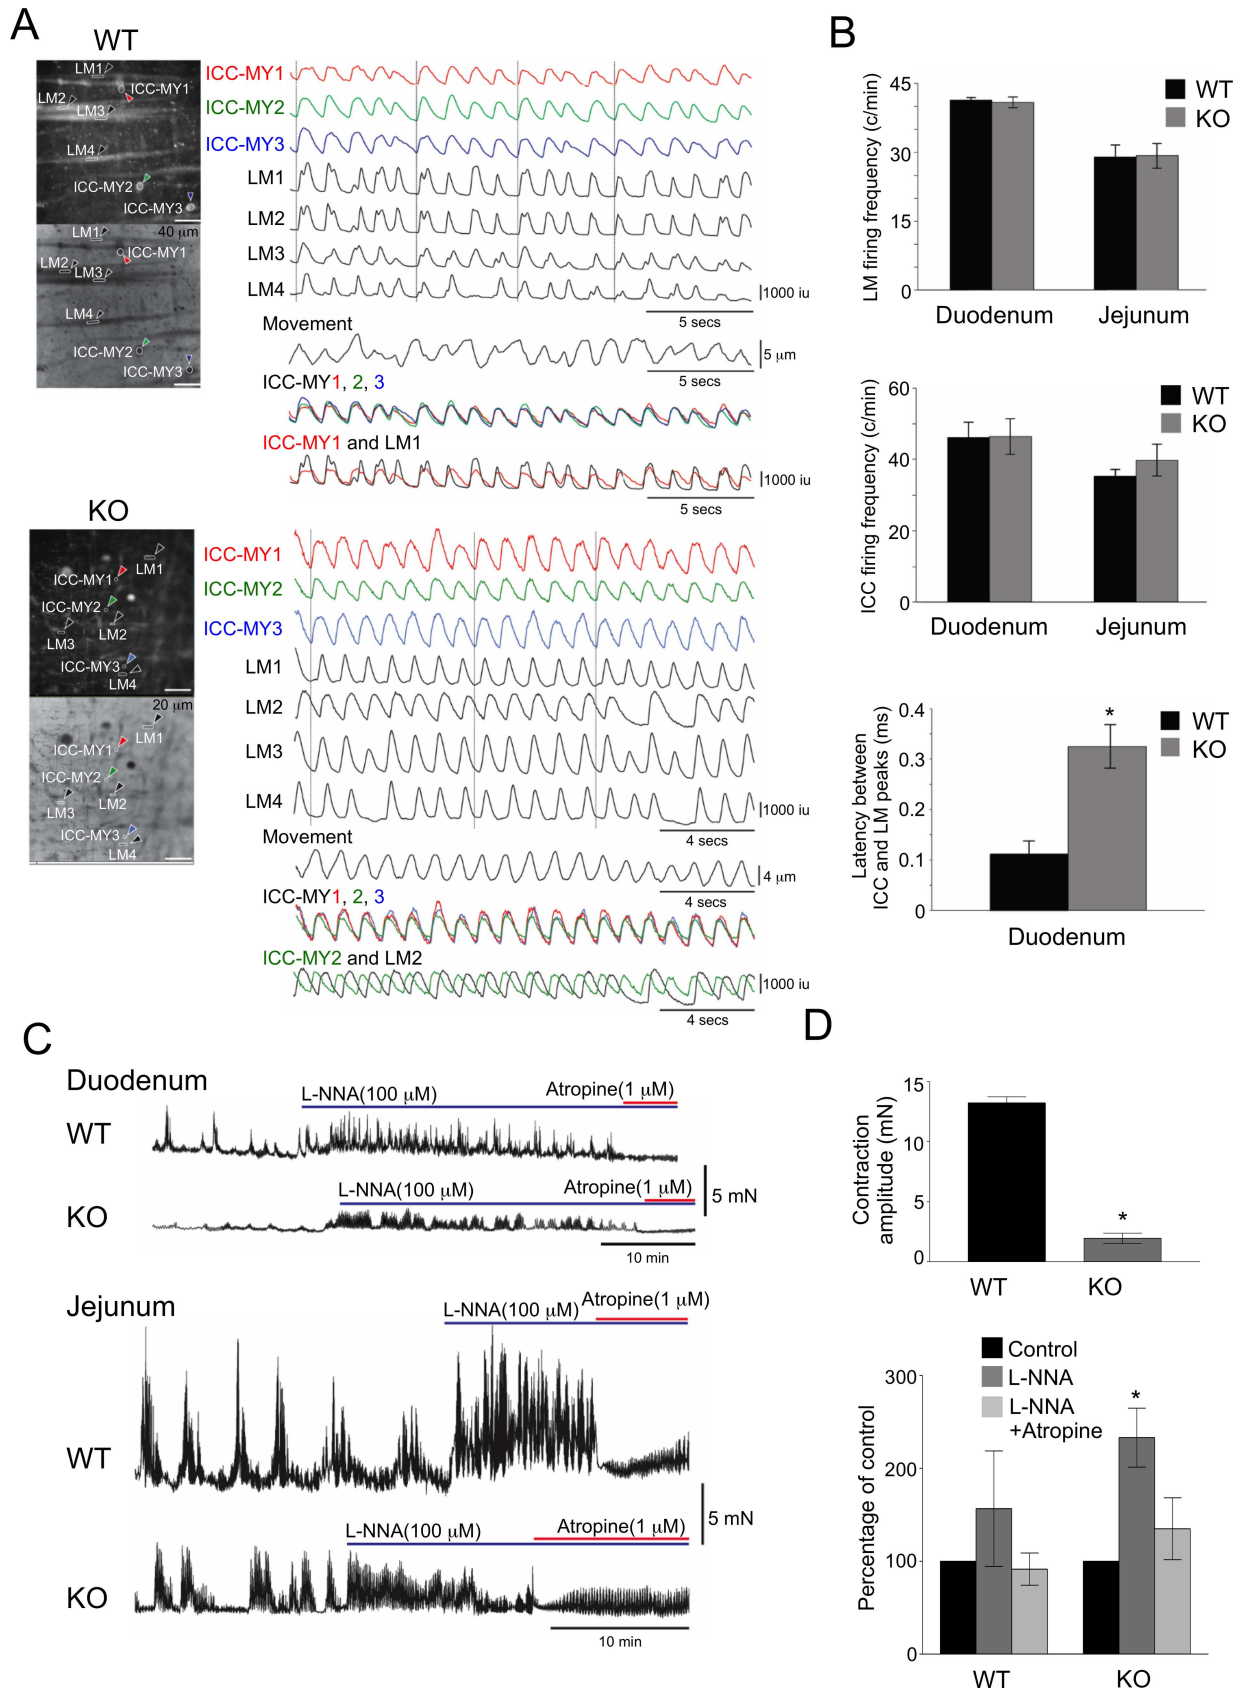 A
WT
LM1
ICC-MY1
LM2
LM3
LM4
ICC-MY2
ICC-MY3
40 µm
LM1
ICC-MY1
LM2
LM3
LM4
ICC-MY2
ICC-MY3
ICC-MY1
ICC-MY2
ICC-MY3
LM1
LM2
LM3
LM4
1000 iu
5 secs
Movement
5 µm
5 secs
ICC-MY1, 2, 3
ICC-MY1 and LM1
1000 iu
5 secs
KO
LM1
ICC-MY1
ICC-MY2
LM2
LM3
ICC-MY3
LM4
20 µm
LM1
ICC-MY1
ICC-MY2
LM2
LM3
ICC-MY3
LM4
ICC-MY1
ICC-MY2
ICC-MY3
LM1
LM2
LM3
LM4
1000 iu
4 secs
Movement
4 µm
4 secs
ICC-MY1, 2, 3
ICC-MY2 and LM2
1000 iu
4 secs
B
LM firing frequency (c/min)
45
30
15
0
WT
KO
Duodenum Jejunum
ICC firing frequency (c/min)
60
40
20
0
WT
KO
Duodenum Jejunum
Latency between
ICC and LM peaks (ms)
0.4
0.3
0.2
0.1
0
*
WT
KO
Duodenum
C
Duodenum
L-NNA(100 µM)
Atropine(1 µM)
WT
L-NNA(100 µM)
Atropine(1 µM)
KO
5 mN
10 min
Jejunum
L-NNA(100 µM)
Atropine(1 µM)
WT
5 mN
L-NNA(100 µM)
Atropine(1 µM)
KO
10 min
D
Contraction
amplitude (mN)
15
10
5
0
*
WT KO
Control
L-NNA
L-NNA
+Atropine
Percentage of control
300
200
100
0
*
WT KO